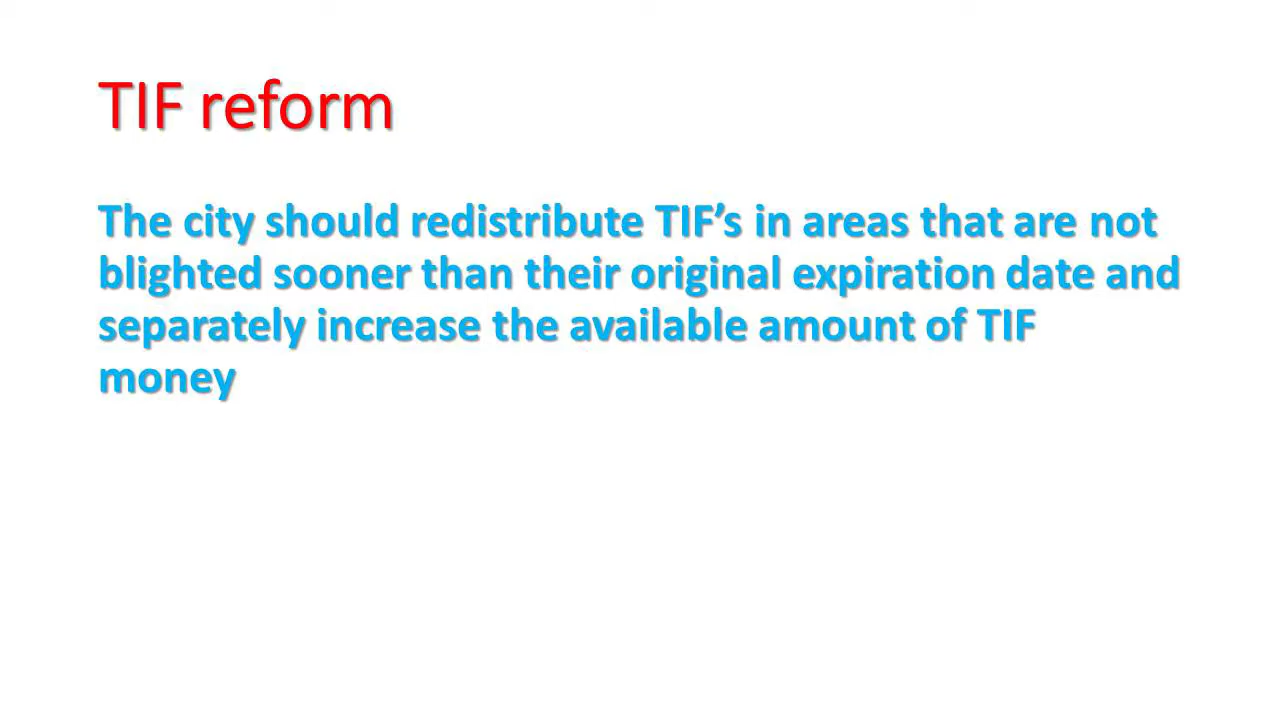 TIF reform
The city should redistribute TIF’s in areas that are not
blighted sooner than their original expiration date and
separately increase the available amount of TIF
money